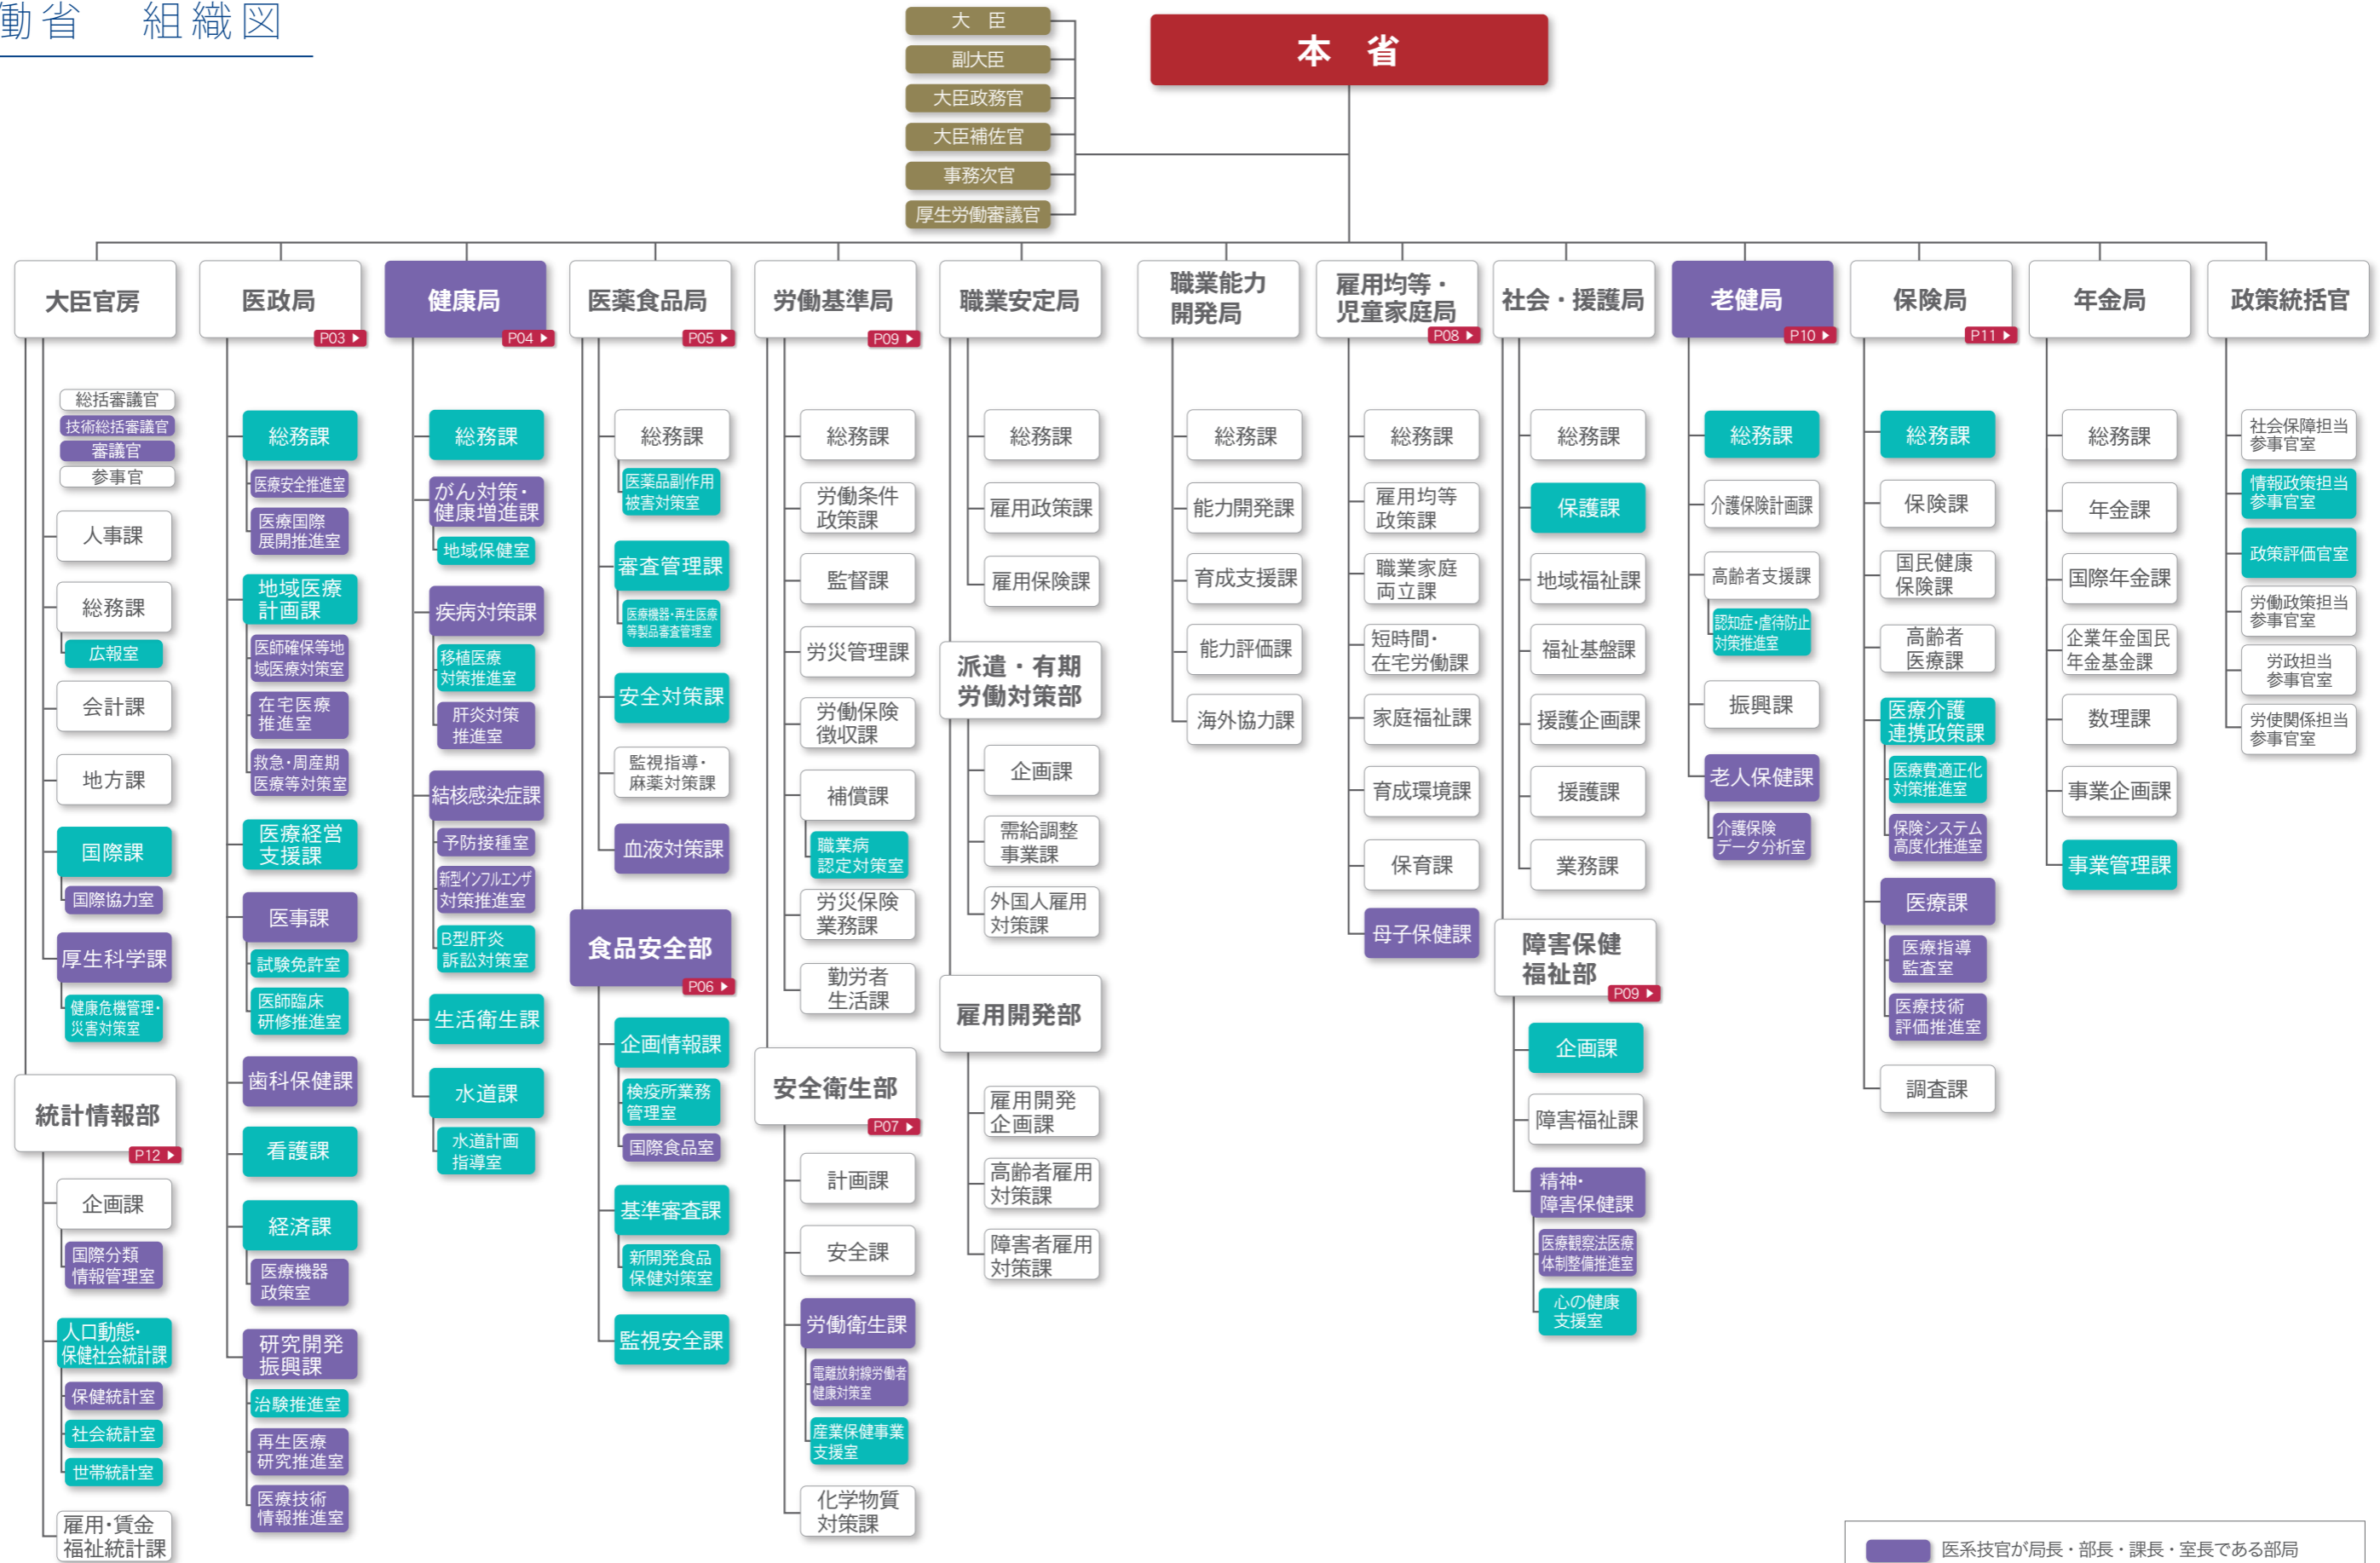 働省 組織図
大 臣
副大臣
大臣政務官
大臣補佐官
事務次官
厚生労働審議官
本 省
大臣官房
総括審議官
技術総括審議官
審議官
参事官
人事課
総務課
広報室
会計課
地方課
国際課
国際協力室
厚生科学課
健康危機管理・
災害対策室
統計情報部
P12
企画課
国際分類
情報管理室
人口動態・
保健社会統計課
保健統計室
社会統計室
世帯統計室
雇用・賃金
福祉統計課
医政局
P03
総務課
医療安全推進室
医療国際
展開推進室
地域医療
計画課
医師確保等地
域医療対策室
在宅医療
推進室
救急・周産期
医療等対策室
医療経営
支援課
医事課
試験免許室
医師臨床
研修推進室
歯科保健課
看護課
経済課
医療機器
政策室
研究開発
振興課
治験推進室
再生医療
研究推進室
医療技術
情報推進室
健康局
P04
総務課
がん対策・
健康増進課
地域保健室
疾病対策課
移植医療
対策推進室
肝炎対策
推進室
結核感染症課
予防接種室
新型インフルエンザ
対策推進室
B型肝炎
訴訟対策室
生活衛生課
水道課
水道計画
指導室
医薬食品局
P05
総務課
医薬品副作用
被害対策室
審査管理課
医療機器・再生医療
等製品審査管理室
安全対策課
監視指導・
麻薬対策課
血液対策課
食品安全部
P06
企画情報課
検疫所業務
管理室
国際食品室
基準審査課
新開発食品
保健対策室
監視安全課
労働基準局
P09
総務課
労働条件
政策課
監督課
労災管理課
労働保険
徴収課
補償課
職業病
認定対策室
労災保険
業務課
勤労者
生活課
安全衛生部
P07
計画課
安全課
労働衛生課
電離放射線労働者
健康対策室
産業保健事業
支援室
化学物質
対策課
職業安定局
総務課
雇用政策課
雇用保険課
派遣・有期
労働対策部
企画課
需給調整
事業課
外国人雇用
対策課
雇用開発部
雇用開発
企画課
高齢者雇用
対策課
障害者雇用
対策課
職業能力
開発局
総務課
能力開発課
育成支援課
能力評価課
海外協力課
雇用均等・
児童家庭局
P08
総務課
雇用均等
政策課
職業家庭
両立課
短時間・
在宅労働課
家庭福祉課
育成環境課
保育課
母子保健課
社会・援護局
総務課
保護課
地域福祉課
福祉基盤課
援護企画課
援護課
業務課
障害保健
福祉部
P09
企画課
障害福祉課
精神・
障害保健課
医療観察法医療
体制整備推進室
心の健康
支援室
老健局
P10
総務課
介護保険計画課
高齢者支援課
認知症・虐待防止
対策推進室
振興課
老人保健課
介護保険
データ分析室
保険局
P11
総務課
保険課
国民健康
保険課
高齢者
医療課
医療介護
連携政策課
医療費適正化
対策推進室
保険システム
高度化推進室
医療課
医療指導
監査室
医療技術
評価推進室
調査課
年金局
総務課
年金課
国際年金課
企業年金国民
年金基金課
数理課
事業企画課
事業管理課
政策統括官
社会保障担当
参事官室
情報政策担当
参事官室
政策評価官室
労働政策担当
参事官室
労政担当
参事官室
労使関係担当
参事官室
医系技官が局長・部長・課長・室長である部局